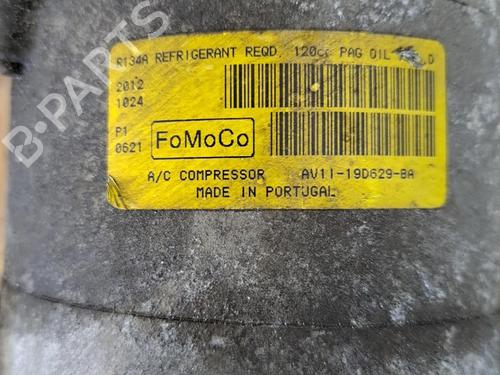 R134A REFRIGERANT REQD. 120cc PAG OIL
2012
1024
P1
0621
FoMoCo
A/C COMPRESSOR AV11-19D629-BA
MADE IN PORTUGAL
B-PARTS